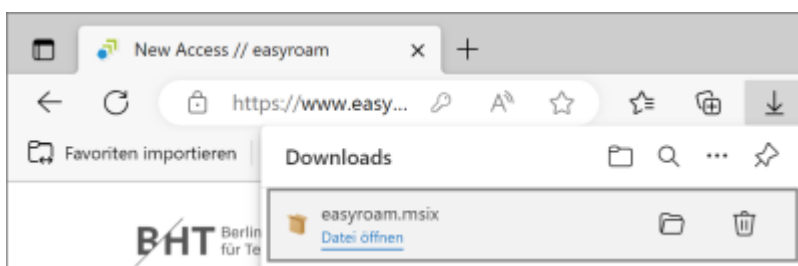 New Access // easyroam
https://www.easy...
Favoriten importieren
Downloads
easyroam.msix
Datei öffnen
BHT Berlin
für Te